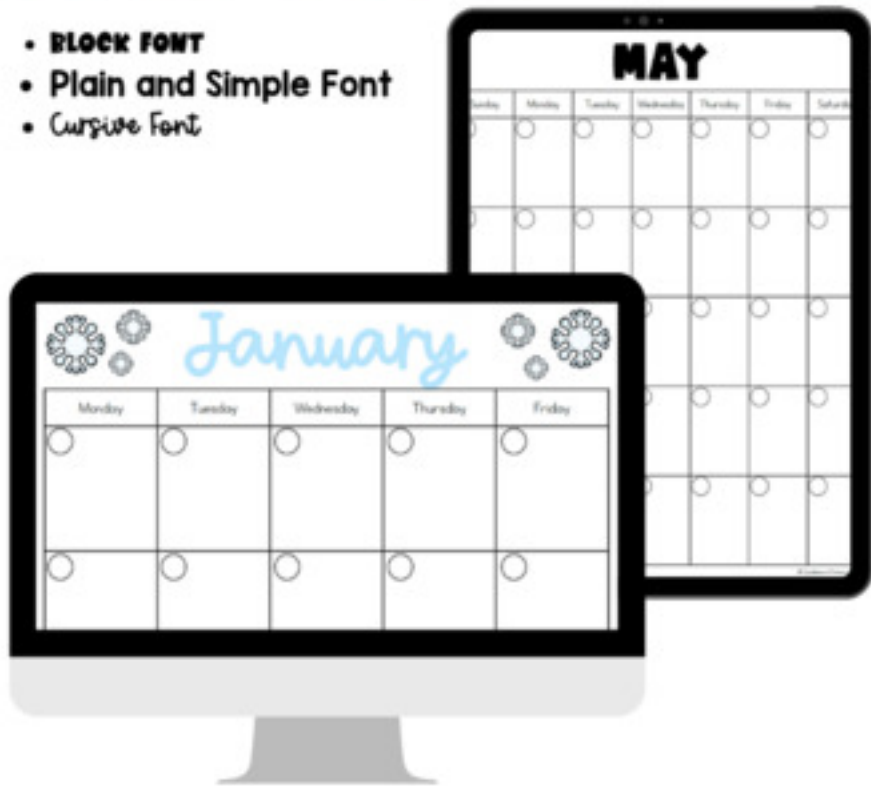 BLOCK FONT
Plain and Simple Font
Cursive Font
MAY
Sunday Monday Tuesday Wednesday Thursday Friday Saturday
January
Monday Tuesday Wednesday Thursday Friday